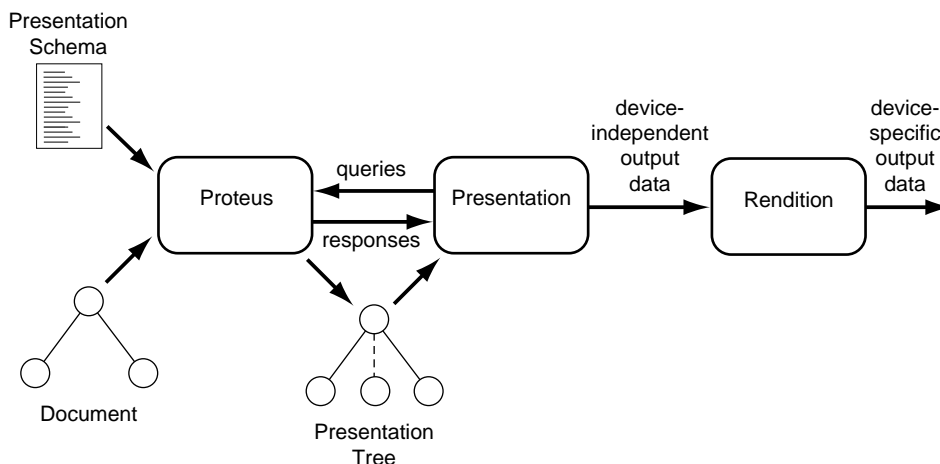 Presentation
Schema
Proteus
queries
responses
Presentation
device-
independent
output
data
Rendition
device-
specific
output
data
Document
Presentation
Tree